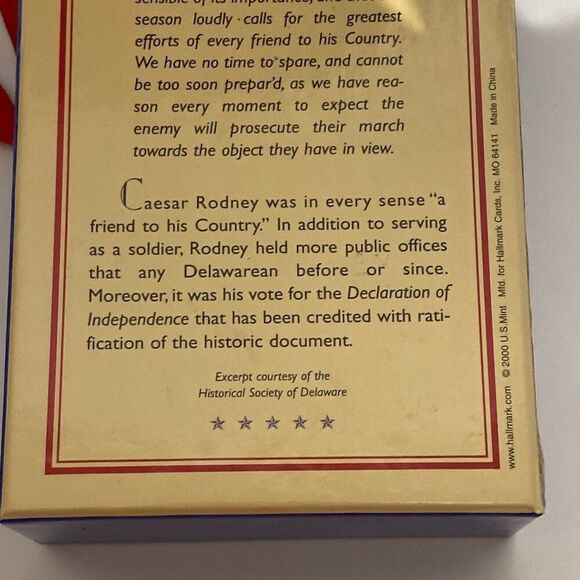 sensible of its importance, and that
season loudly calls for the greatest
efforts of every friend to his Country.
We have no time to spare, and cannot
be too soon prepar'd, as we have rea-
son every moment to expect the
enemy will prosecute their march
towards the object they have in view.
Caesar Rodney was in every sense "a
friend to his Country." In addition to serving
as a soldier, Rodney held more public offices
that any Delawarean before or since.
Moreover, it was his vote for the Declaration of
Independence that has been credited with rati-
fication of the historic document.
Excerpt courtesy of the
Historical Society of Delaware
www.hallmark.com © 2000 U.S.Mint Mfd. for Hallmark Cards, Inc. MO 64141 Made in China